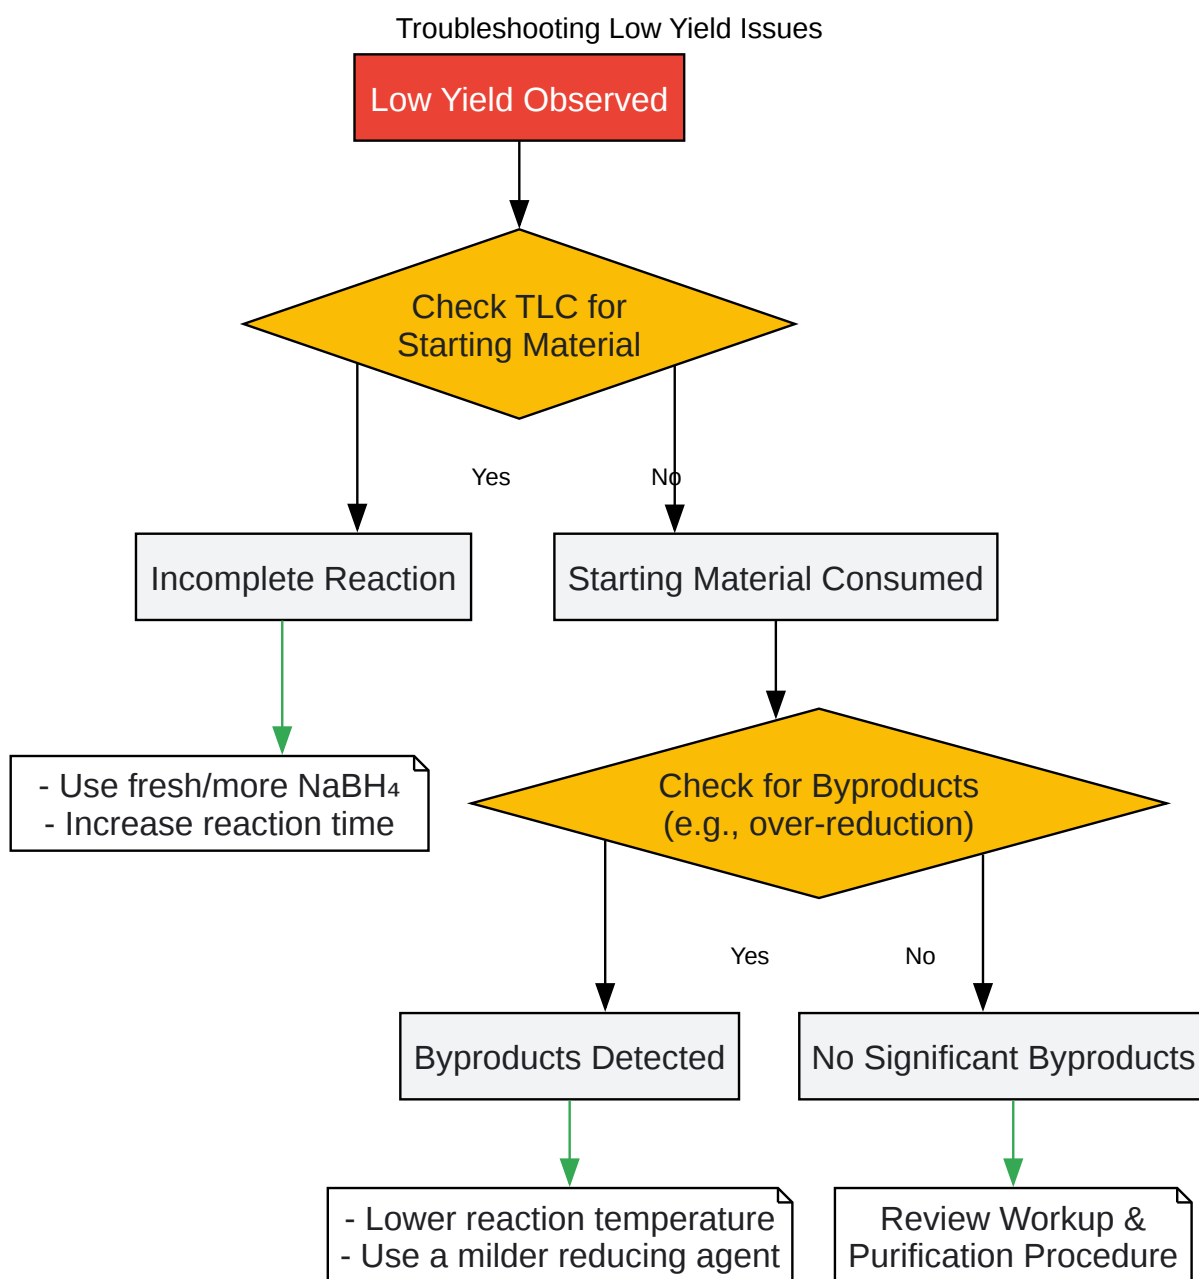 Troubleshooting Low Yield Issues
Low Yield Observed
Check TLC for
Starting Material
Yes
No
Incomplete Reaction
Starting Material Consumed
- Use fresh/more NaBH₄
- Increase reaction time
Check for Byproducts
(e.g., over-reduction)
Yes
No
Byproducts Detected
No Significant Byproducts
- Lower reaction temperature
- Use a milder reducing agent
Review Workup &
Purification Procedure